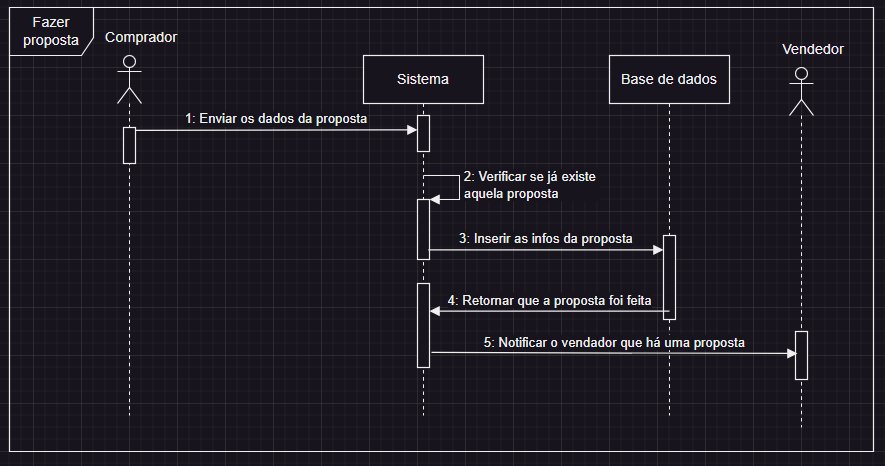 Fazer
proposta
Comprador
Sistema
Base de dados
Vendedor
1: Enviar os dados da proposta
2: Verificar se já existe
aquela proposta
3: Inserir as infos da proposta
4: Retornar que a proposta foi feita
5: Notificar o vendador que há uma proposta